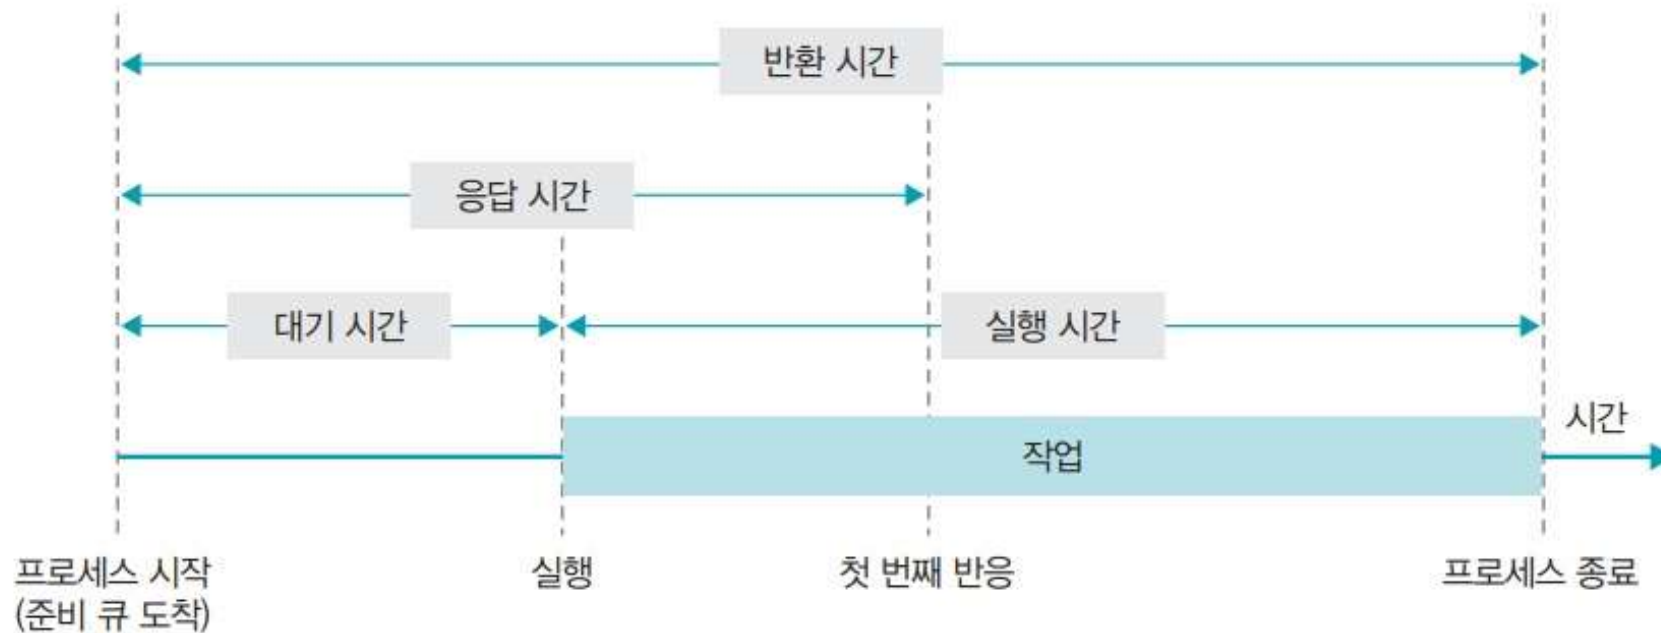 반환 시간
응답 시간
대기 시간
실행 시간
시간
작업
프로세스 시작
(준비 큐 도착)
실행
첫 번째 반응
프로세스 종료